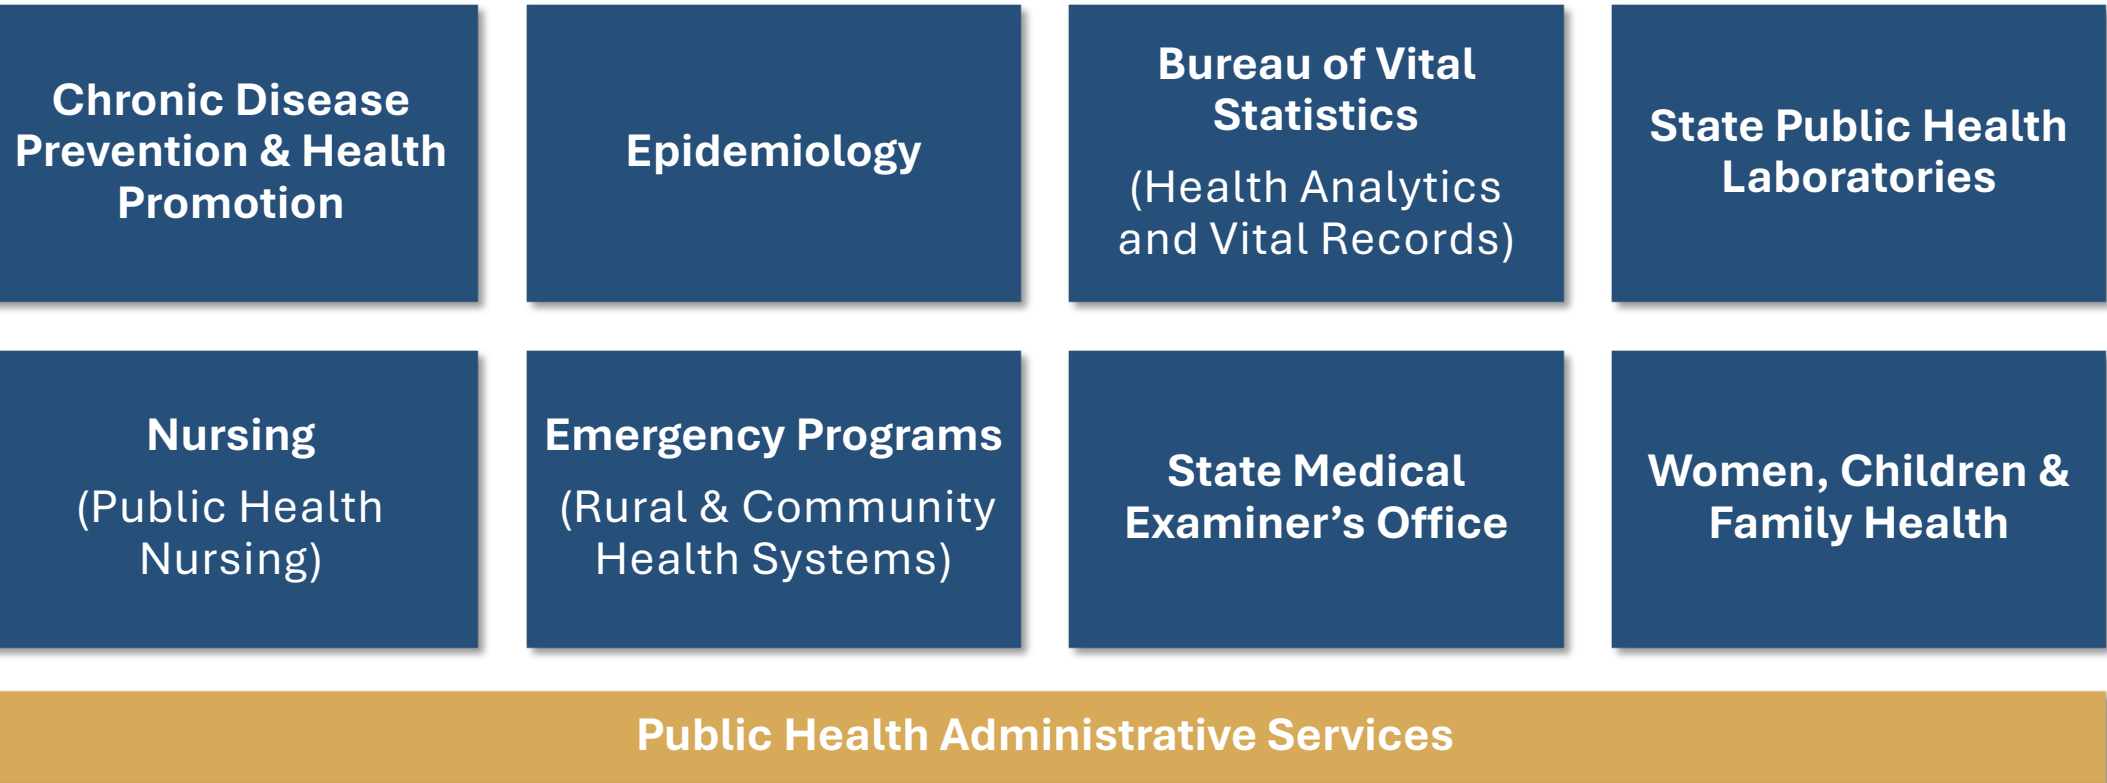 Chronic Disease
Prevention & Health
Promotion
Epidemiology
Bureau of Vital
Statistics
(Health Analytics
and Vital Records)
State Public Health
Laboratories
Nursing
(Public Health
Nursing)
Emergency Programs
(Rural & Community
Health Systems)
State Medical
Examiner’s Office
Women, Children &
Family Health
Public Health Administrative Services